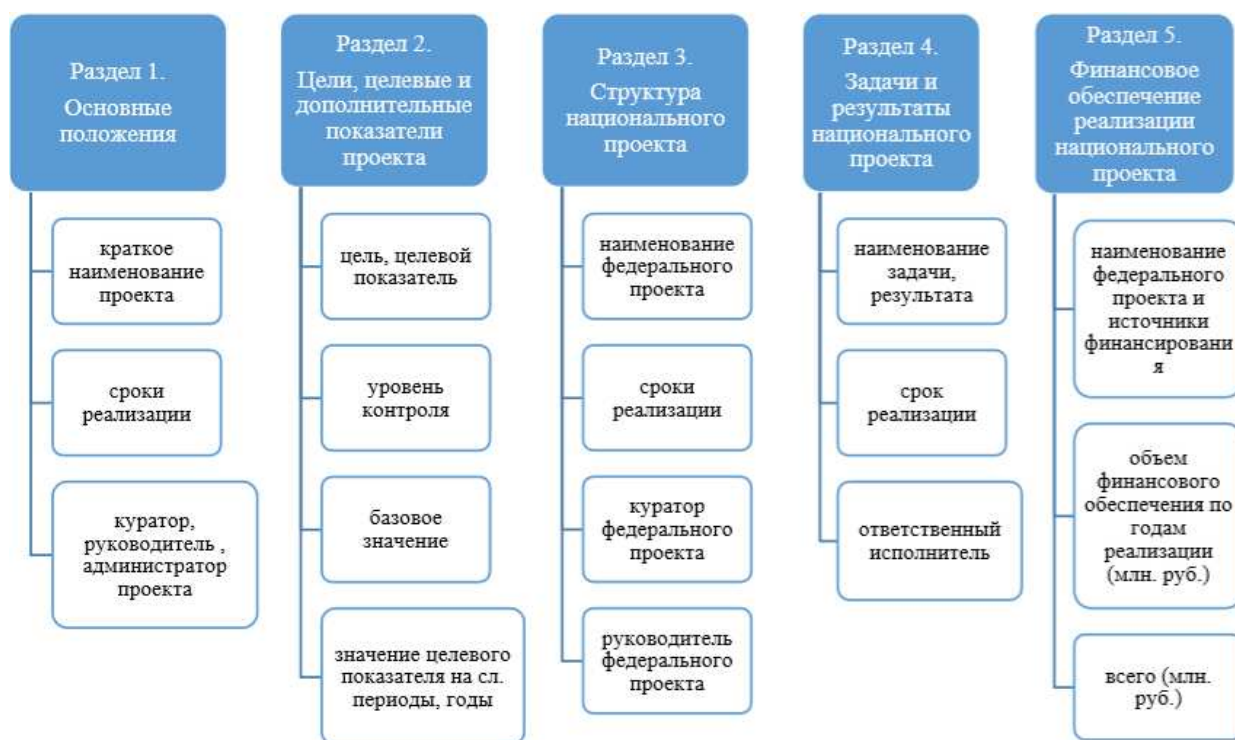 Раздел 1.
Основные
положения
краткое
наименование
проекта
сроки
реализации
куратор,
руководитель ,
администратор
проекта
Раздел 2.
Цели, целевые и
дополнительные
показатели
проекта
цель, целевой
показатель
уровень
контроля
базовое
значение
значение целевого
показателя на сл.
периоды, годы
Раздел 3.
Структура
национального
проекта
наименование
федерального
проекта
сроки
реализации
куратор
федерального
проекта
руководитель
федерального
проекта
Раздел 4.
Задачи и
результаты
национального
проекта
наименование
задачи,
результата
срок
реализации
ответственный
исполнитель
Раздел 5.
Финансовое
обеспечение
реализации
национального
проекта
наименование
федерального
проекта и
источники
финансировани
я
объем
финансового
обеспечения по
годам
реализации
(млн. руб.)
всего (млн.
руб.)